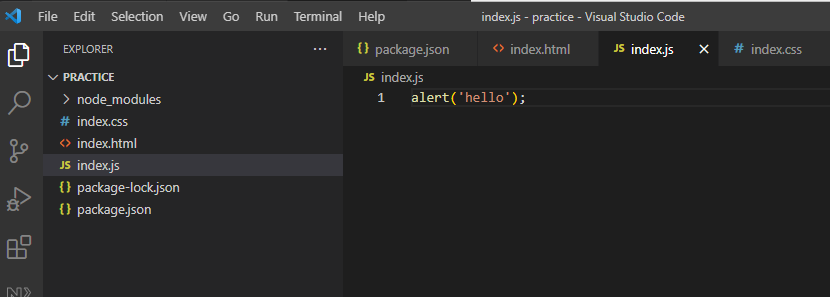 File Edit Selection View Go Run Terminal Help index.js - practice - Visual Studio Code
EXPLORER ...
{} package.json <> index.html JS index.js × # index.css
PRACTICE
JS index.js
node_modules
1 alert('hello');
# index.css
<> index.html
JS index.js
{} package-lock.json
{} package.json